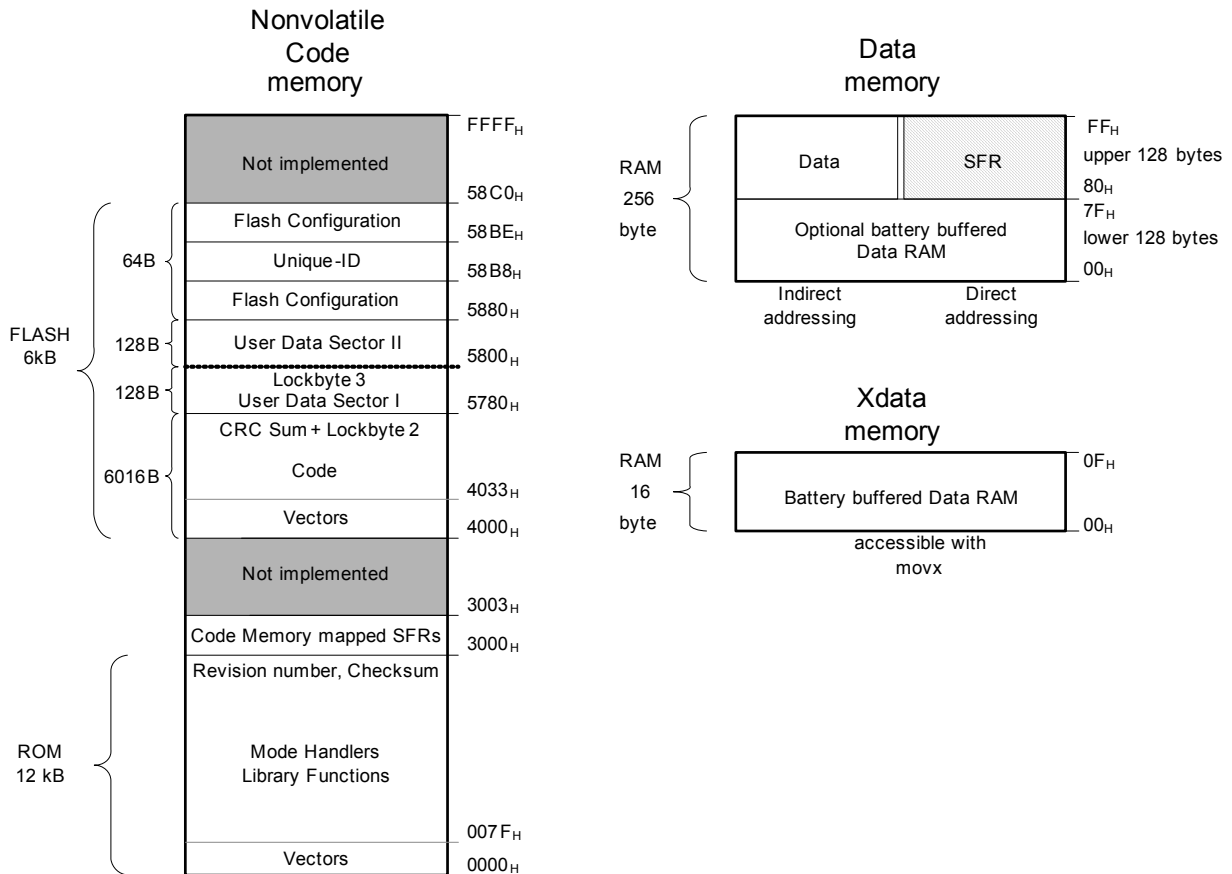 Nonvolatile
Code
memory
FFFFH
Not implemented
58C0H
Flash Configuration
58BEH
Unique-ID
58B8H
Flash Configuration
5880H
User Data Sector II
5800H
Lockbyte 3
User Data Sector I
5780H
CRC Sum + Lockbyte 2
Code
4033H
Vectors
4000H
Not implemented
3003H
Code Memory mapped SFRs
3000H
Revision number, Checksum
Mode Handlers
Library Functions
007FH
Vectors
0000H
64B
128B
128B
6016B
FLASH
6kB
ROM
12 kB
Data
memory
RAM
256
byte
Data
SFR
Optional battery buffered
Data RAM
FFH
upper 128 bytes
80H
7FH
lower 128 bytes
00H
Indirect
addressing
Direct
addressing
Xdata
memory
RAM
16
byte
Battery buffered Data RAM
0FH
00H
accessible with
movx